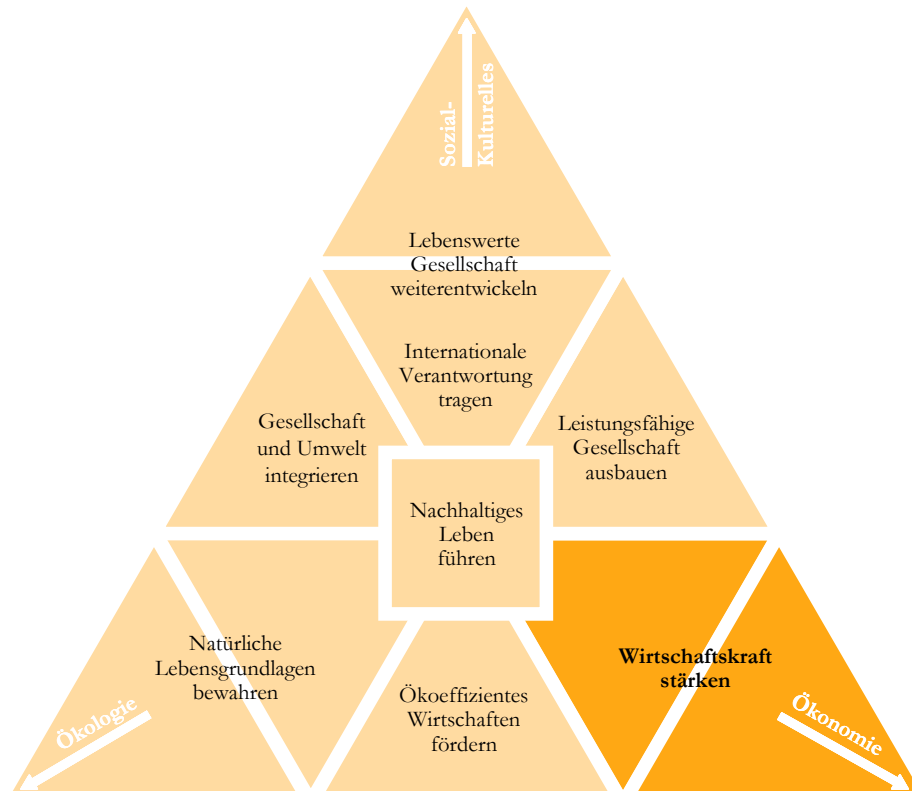 Sozial-
Kulturelles
Lebenswerte
Gesellschaft
weiterentwickeln
Internationale
Verantwortung
tragen
Gesellschaft
und Umwelt
integrieren
Leistungsfähige
Gesellschaft
ausbauen
Nachhaltiges
Leben
führen
Natürliche
Lebensgrundlagen
bewahren
Ökoeffizientes
Wirtschaften
fördern
Wirtschaftskraft
stärken
Ökologie
Ökonomie